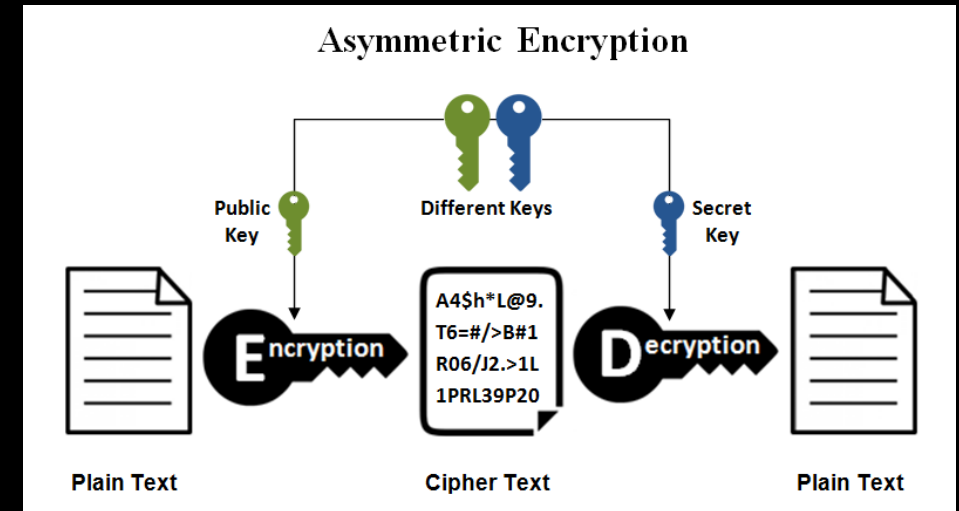 Asymmetric Encryption
Public
Key
Different Keys
Secret
Key
Encryption
A4$h*L@9.
T6=#/>B#1
R06/J2.>1L
1PRL39P20
Decryption
Plain Text
Cipher Text
Plain Text